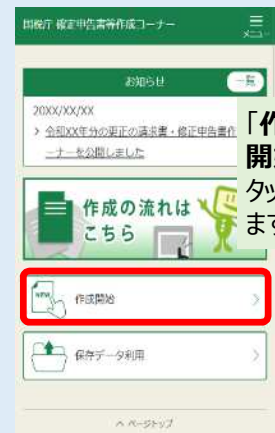 国税庁 確定申告書等作成コーナー
メニュー
お知らせ
一覧
20XX/XX/XX
> 令和XX年分の更正の請求書・修正申告書作
ーナーを公開しました
「作
開
タッ
ます
作成の流れは
こちら
NEW
作成開始
保存データ利用
ページトップ